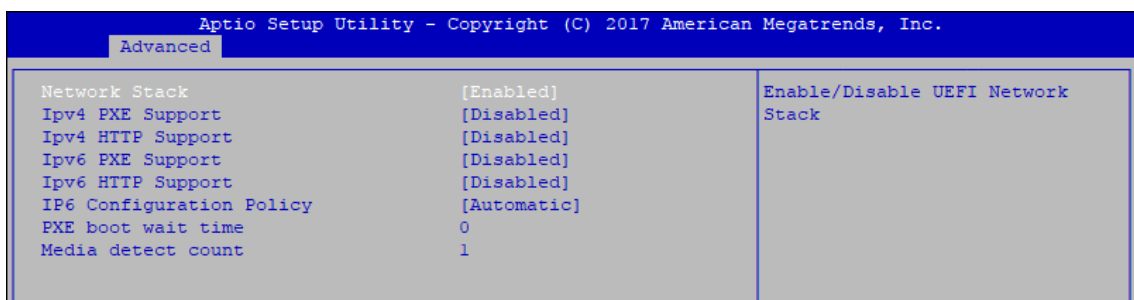 Aptio Setup Utility - Copyright (C) 2017 American Megatrends, Inc.
Advanced
Network Stack [Enabled]
Ipv4 PXE Support [Disabled]
Ipv4 HTTP Support [Disabled]
Ipv6 PXE Support [Disabled]
Ipv6 HTTP Support [Disabled]
IP6 Configuration Policy [Automatic]
PXE boot wait time 0
Media detect count 1
Enable/Disable UEFI Network
Stack